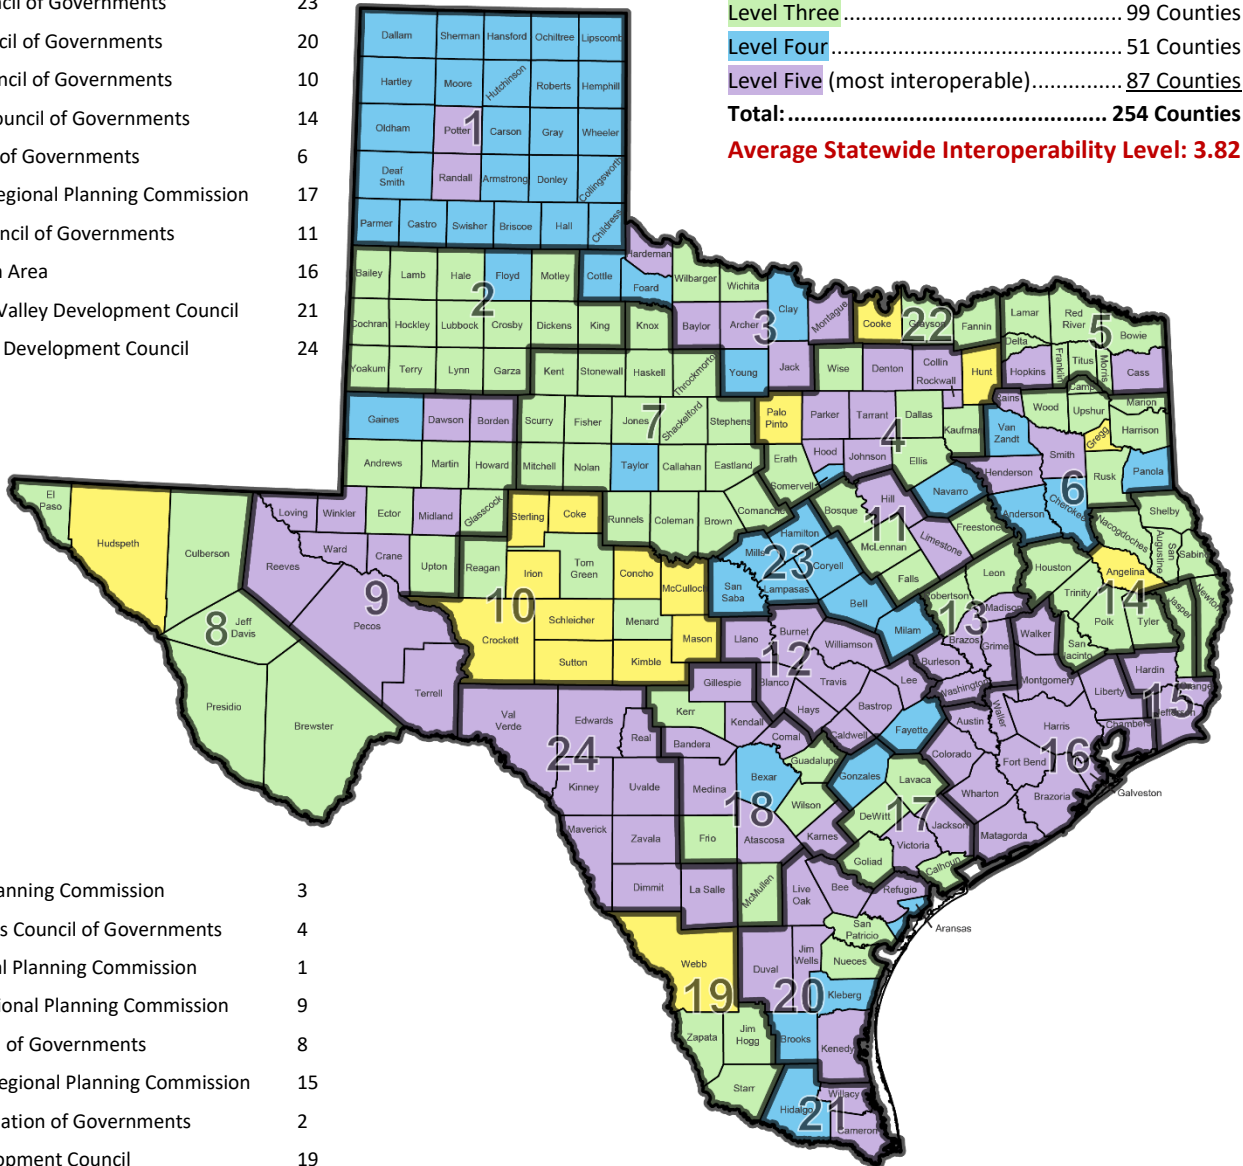 ncil of Governments 23
cil of Governments 20
ncil of Governments 10
ouncil of Governments 14
of Governments 6
egional Planning Commission 17
ncil of Governments 11
n Area 16
Valley Development Council 21
Development Council 24
Level Three 99 Counties
Level Four 51 Counties
Level Five (most interoperable) 87 Counties
Total: 254 Counties
Average Statewide Interoperability Level: 3.82
Dallam Sherman Hansford Ochiltree Lipscomb
Hartley Moore Hutchinson Roberts Hemphill
Oldham Potter 1 Carson Gray Wheeler
Deaf Smith Randall Armstrong Donley Collingsworth
Parmer Castro Swisher Briscoe Hall Childress
Bailey Lamb Hale Floyd Motley Cottle Hardeman Foard Wilbarger Wichita Clay Montague Cooke Grayson Fannin Lamar Red River Bowie
2 3 22 5
Cochran Hockley Lubbock Crosby Dickens King Knox Baylor Archer Jack Wise Denton Collin Rockwall Hunt Delta Hopkins Franklin Titus Morris Camp Cass
Yoakum Terry Lynn Garza Kent Stonewall Haskell Throckmorton Young
Gaines Dawson Borden Scurry Fisher Jones Shackelford Stephens Palo Pinto Parker Tarrant Dallas Kaufman Rains Wood Upshur Marion Harrison Gregg
7 4 6
Andrews Martin Howard Mitchell Nolan Taylor Callahan Eastland Erath Hood Johnson Ellis Somervell Van Zandt Smith Henderson Rusk Panola
El Paso Hudspeth Culberson Loving Winkler Ector Midland Glasscock Sterling Coke Runnels Coleman Brown Comanche Bosque Hill Navarro Freestone Anderson Cherokee Nacogdoches Shelby
8 9 10 23 11 13 14
Reeves Ward Crane Upton Reagan Irion Tom Green Concho McCulloch San Saba Mills Hamilton Lampasas Coryell McLennan Limestone Falls Leon Houston Angelina San Augustine Sabine
Jeff Davis Pecos Crockett Schleicher Menard Mason Bell Milam Robertson Madison Trinity Polk Tyler Jasper Newton
Presidio Brewster Terrell Sutton Kimble Llano Burnet Williamson Burleson Brazos Grimes Walker San Jacinto
12 15
Gillespie Blanco Travis Lee Washington Montgomery Liberty Hardin Orange
Val Verde Edwards Real Kerr Kendall Hays Bastrop Caldwell Fayette Austin Waller Harris Chambers Jefferson
24 16
Bandera Comal Guadalupe Gonzales Lavaca Colorado Fort Bend Galveston
Kinney Uvalde Medina Bexar Wilson DeWitt Wharton Brazoria
18 17
Maverick Zavala Frio Atascosa Karnes Victoria Jackson Matagorda
Goliad Calhoun
Dimmit La Salle McMullen Live Oak Bee Refugio Aransas
San Patricio
Webb Duval Jim Wells Nueces
19 20
Kleberg
Zapata Jim Hogg Brooks Kenedy
Starr Hidalgo Willacy
21
Cameron
anning Commission 3
s Council of Governments 4
al Planning Commission 1
ional Planning Commission 9
of Governments 8
egional Planning Commission 15
ation of Governments 2
opment Council 19